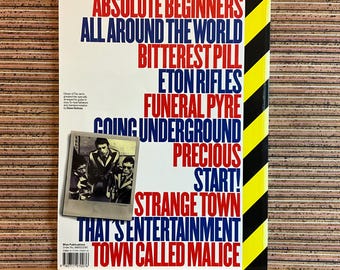 ABSOLUTE BEGINNERS
ALL AROUND THE WORLD
BITTEREST PILL
ETON RIFLES
FUNERAL PYRE
GOING UNDERGROUND
PRECIOUS
START!
STRANGE TOWN
THAT'S ENTERTAINMENT
TOWN CALLED MALICE